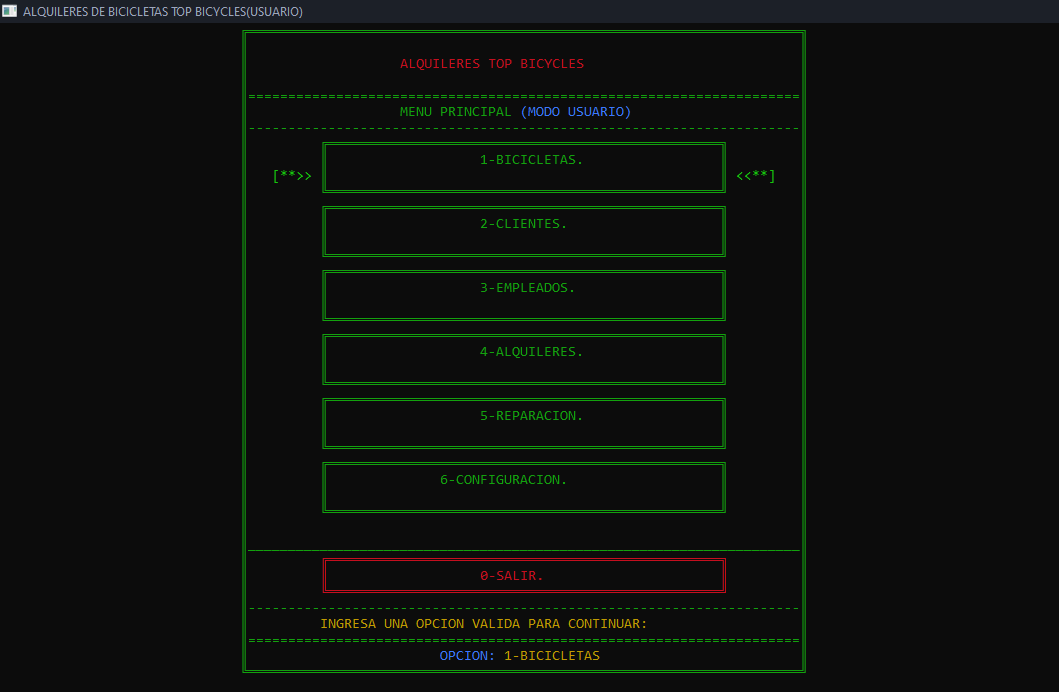 ALQUILERES DE BICICLETAS TOP BICYCLES(USUARIO)
ALQUILERES TOP BICYCLES
MENU PRINCIPAL (MODO USUARIO)
1-BICICLETAS.
[**>> <<**]
2-CLIENTES.
3-EMPLEADOS.
4-ALQUILERES.
5-REPARACION.
6-CONFIGURACION.
0-SALIR.
INGRESA UNA OPCION VALIDA PARA CONTINUAR:
OPCION: 1-BICICLETAS